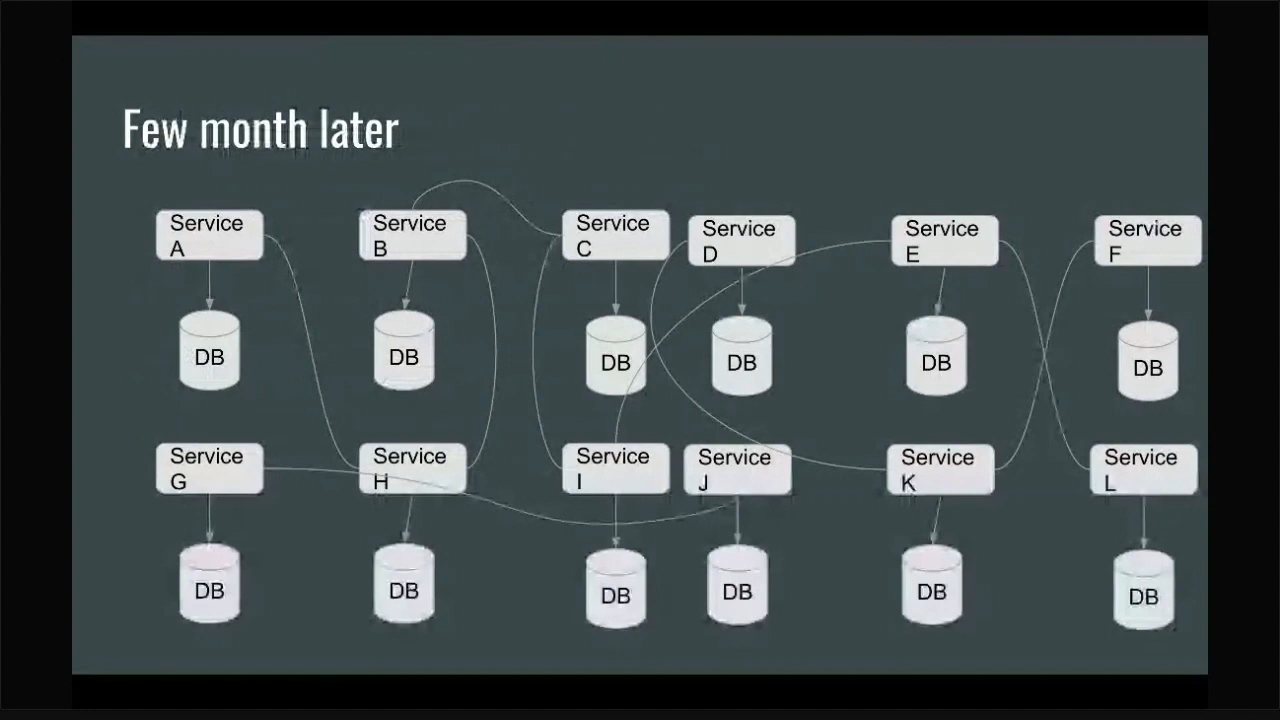 Few month later
Service
A
Service
B
Service
C
Service
D
Service
E
Service
F
DB
DB
DB
DB
DB
DB
Service
G
Service
H
Service
I
Service
J
Service
K
Service
L
DB
DB
DB
DB
DB
DB